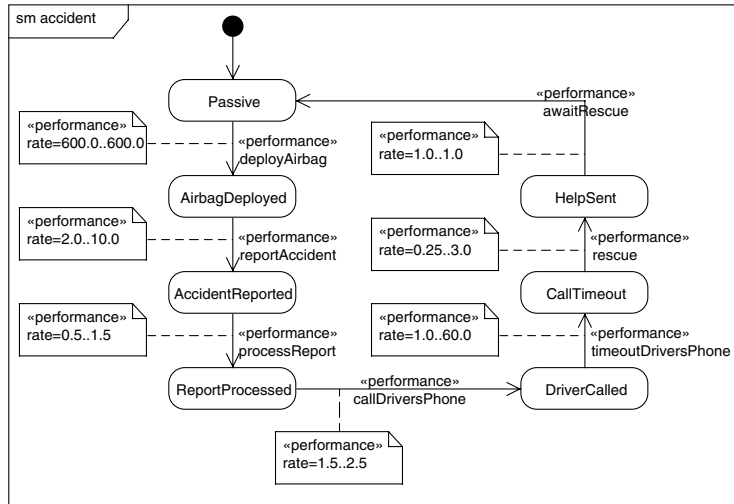 sm accident
«performance»
awaitRescue
Passive
«performance»
rate=600.0..600.0
«performance»
deployAirbag
«performance»
rate=1.0..1.0
AirbagDeployed
HelpSent
«performance»
rate=2.0..10.0
«performance»
reportAccident
«performance»
rate=0.25..3.0
«performance»
rescue
AccidentReported
CallTimeout
«performance»
rate=0.5..1.5
«performance»
processReport
«performance»
rate=1.0..60.0
«performance»
timeoutDriversPhone
ReportProcessed
«performance»
callDriversPhone
DriverCalled
«performance»
rate=1.5..2.5